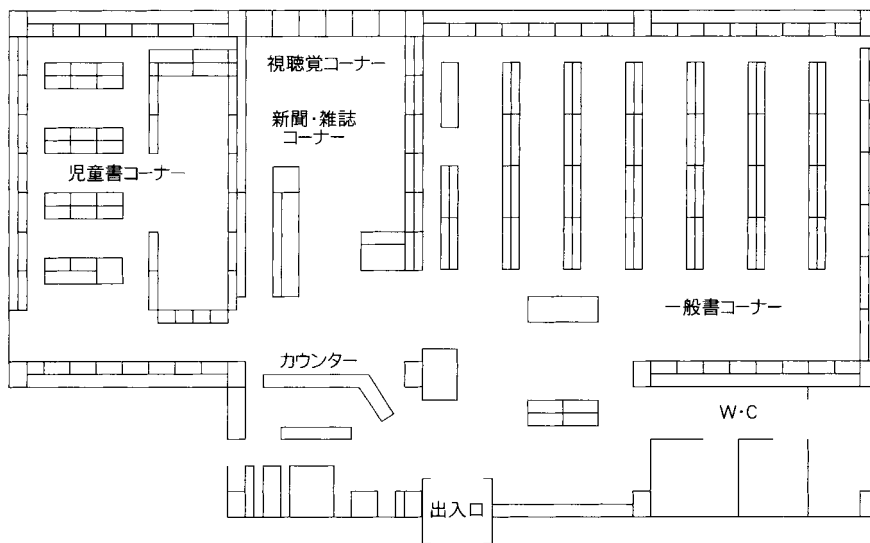 視聴覚コーナー
新聞・雑誌
コーナー
児童書コーナー
一般書コーナー
カウンター
W・C
出入口